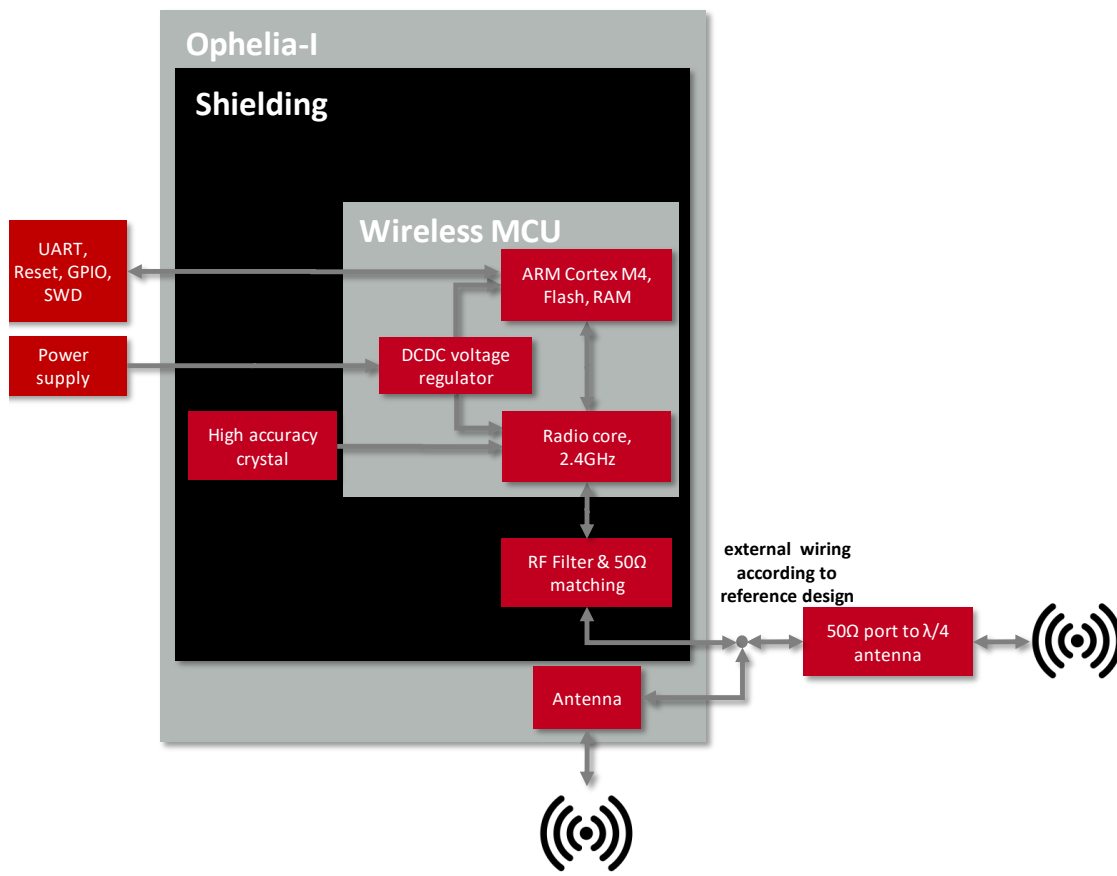 Ophelia-I
Shielding
Wireless MCU
UART,
Reset, GPIO,
SWD
ARM Cortex M4,
Flash, RAM
Power
supply
DCDC voltage
regulator
High accuracy
crystal
Radio core,
2.4GHz
RF Filter & 50Ω
matching
external wiring
according to
reference design
50Ω port to λ/4
antenna
Antenna